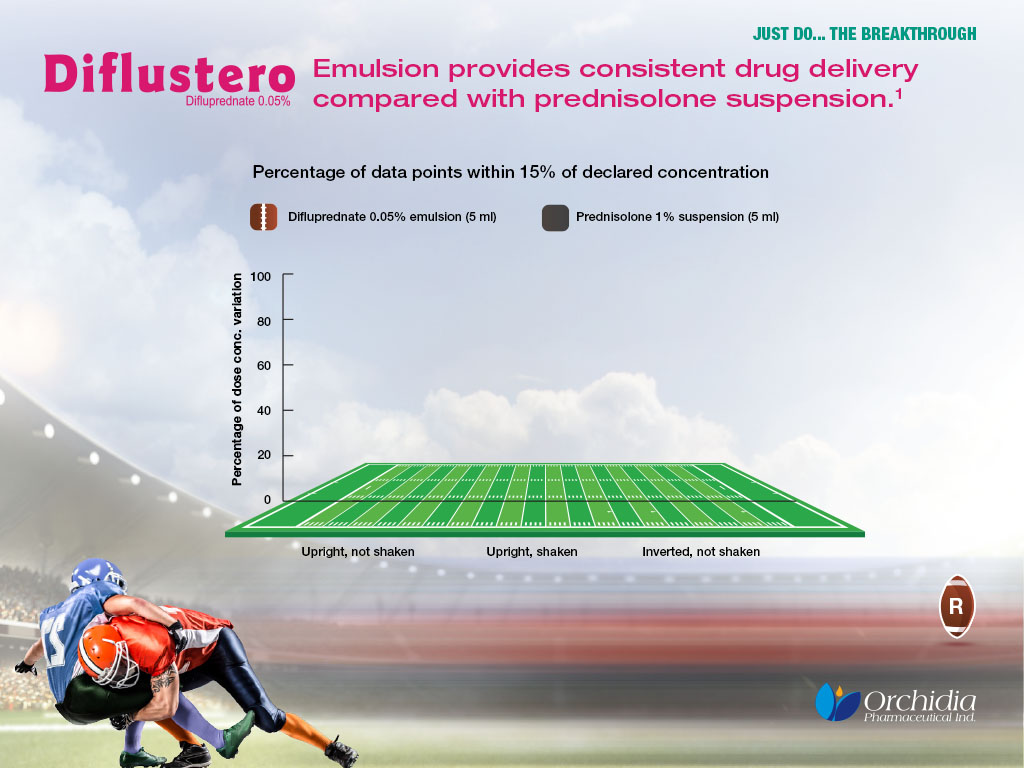 JUST DO... THE BREAKTHROUGH
Diflustero
Difluprednate 0.05%
Emulsion provides consistent drug delivery
compared with prednisolone suspension.1
Percentage of data points within 15% of declared concentration
Difluprednate 0.05% emulsion (5 ml)
Prednisolone 1% suspension (5 ml)
Percentage of dose conc. variation
100
80
60
40
20
0
Upright, not shaken
Upright, shaken
Inverted, not shaken
R
Orchidia
Pharmaceutical Ind.